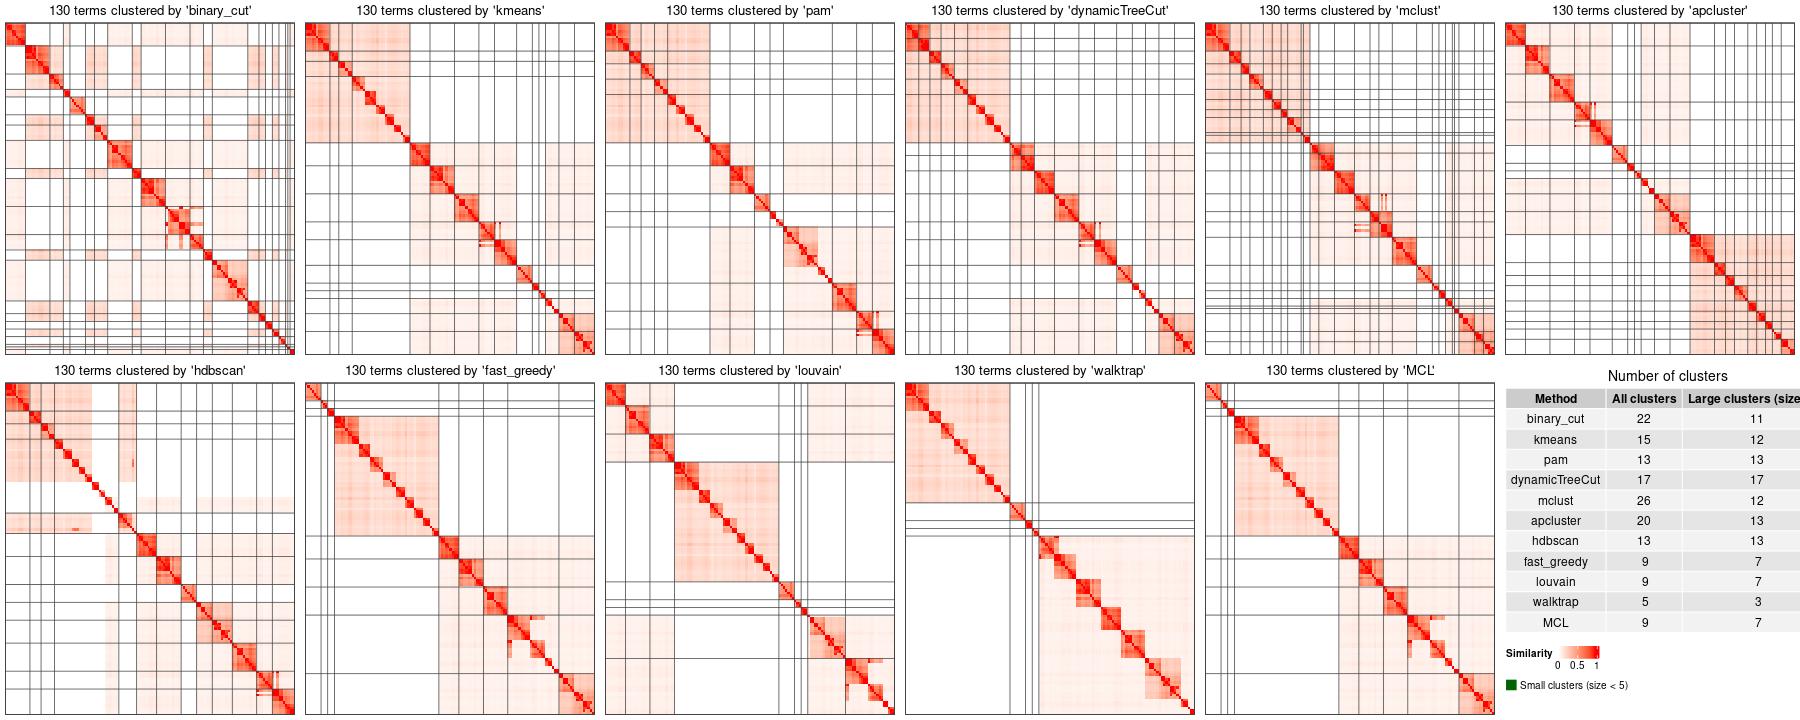 130 terms clustered by 'binary_cut'
130 terms clustered by 'kmeans'
130 terms clustered by 'pam'
130 terms clustered by 'dynamicTreeCut'
130 terms clustered by 'mclust'
130 terms clustered by 'apcluster'
130 terms clustered by 'hdbscan'
130 terms clustered by 'fast_greedy'
130 terms clustered by 'louvain'
130 terms clustered by 'walktrap'
130 terms clustered by 'MCL'
Number of clusters
Method All clusters Large clusters (size
binary_cut 22 11
kmeans 15 12
pam 13 13
dynamicTreeCut 17 17
mclust 26 12
apcluster 20 13
hdbscan 13 13
fast_greedy 9 7
louvain 9 7
walktrap 5 3
MCL 9 7
Similarity
0 0.5 1
Small clusters (size < 5)